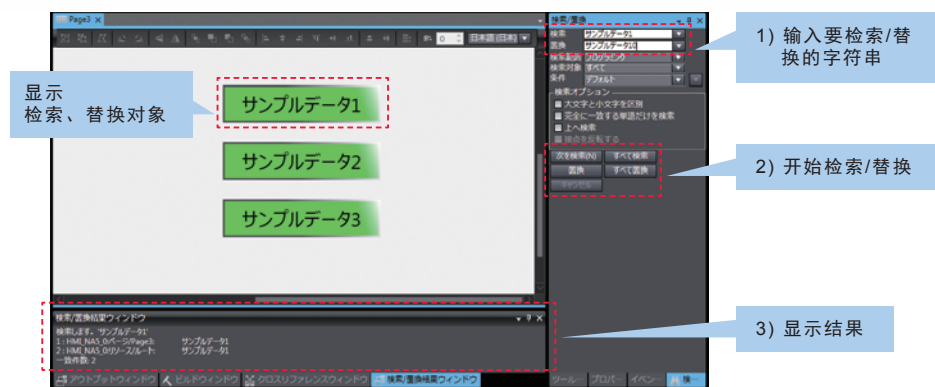 Page3
0
日本語(日本)
サンプルデータ1
サンプルデータ2
サンプルデータ3
显示
检索、替换对象
検索/置換
検索 サンプルデータ1
置換 サンプルデータ10
検索範囲 プログラミング
検索対象 すべて
条件 デフォルト
検索オプション
大文字と小文字を区別
完全に一致する単語だけを検索
上へ検索
接点を反転する
次を検索(N) すべて検索
置換 すべて置換
キャンセル
1) 输入要检索/替
换的字符串
2) 开始检索/替换
3) 显示结果
検索/置換結果ウィンドウ
検索します。'サンプルデータ1'
1 : HMI_NA5_0/ページ/Page3: サンプルデータ1
2 : HMI_NA5_0/リソース/ルート: サンプルデータ1
一致件数: 2
アウトプットウィンドウ ビルドウィンドウ クロスリファレンスウィンドウ 検索/置換結果ウィンドウ
ツール… プロパ… イベン… 検…